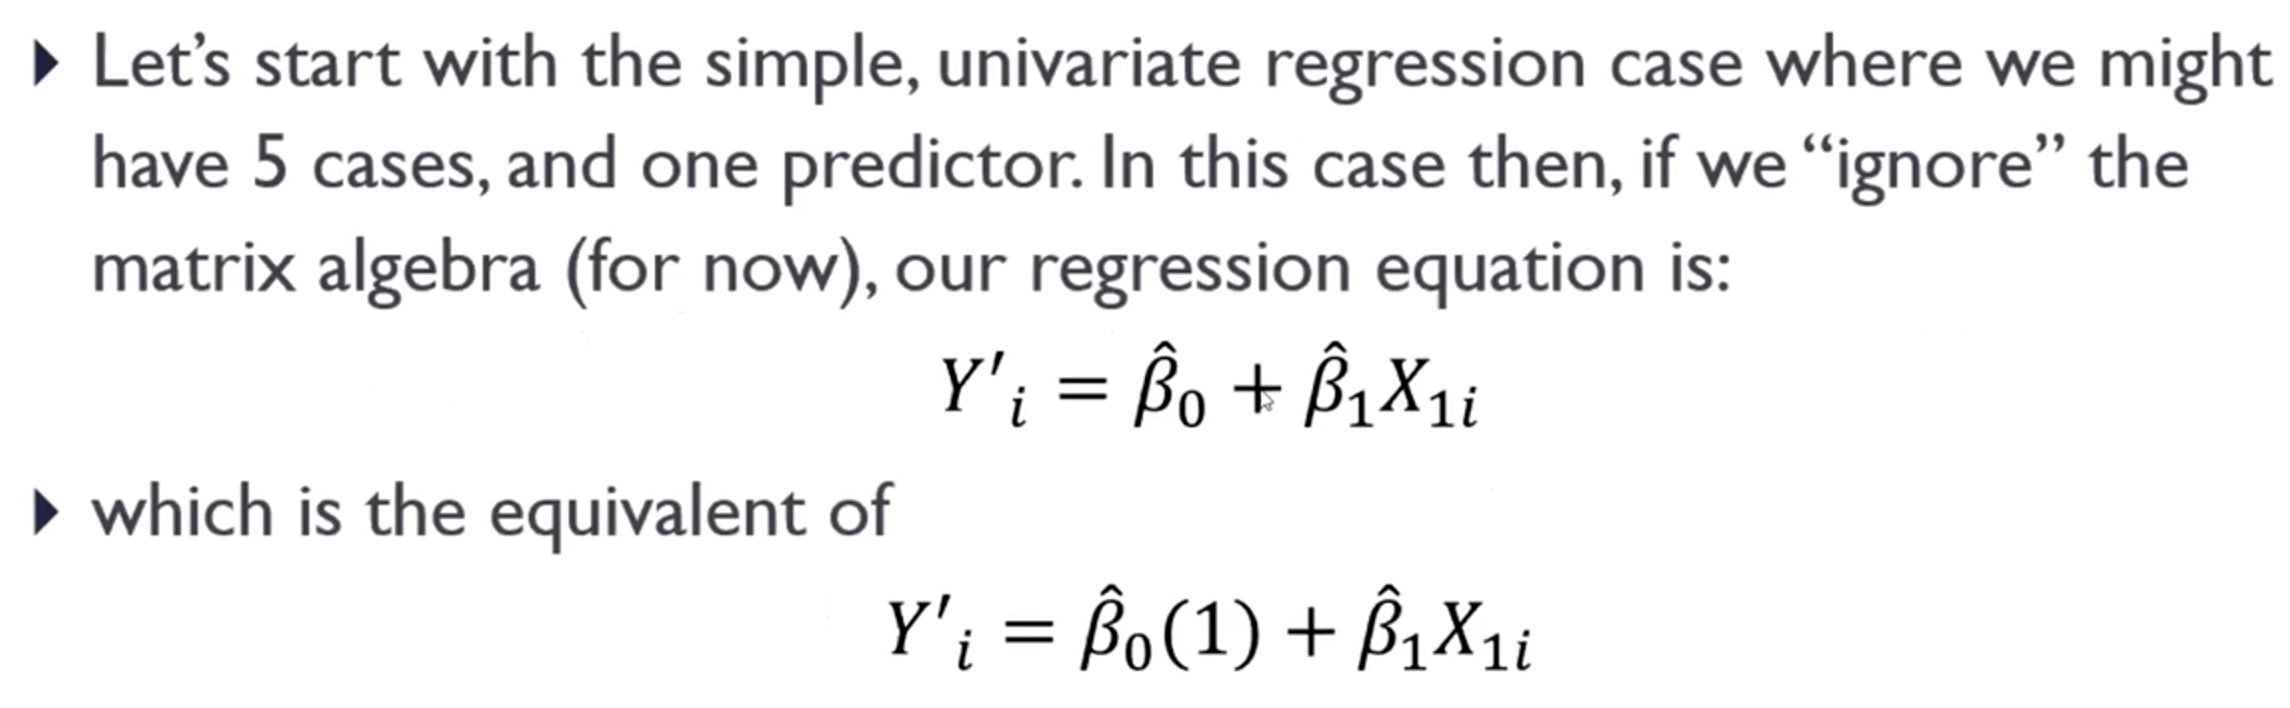 ▶ Let’s start with the simple, univariate regression case where we might
have 5 cases, and one predictor. In this case then, if we “ignore” the
matrix algebra (for now), our regression equation is:
Y′ᵢ = β̂₀ + β̂₁X₁ᵢ
▶ which is the equivalent of
Y′ᵢ = β̂₀(1) + β̂₁X₁ᵢ